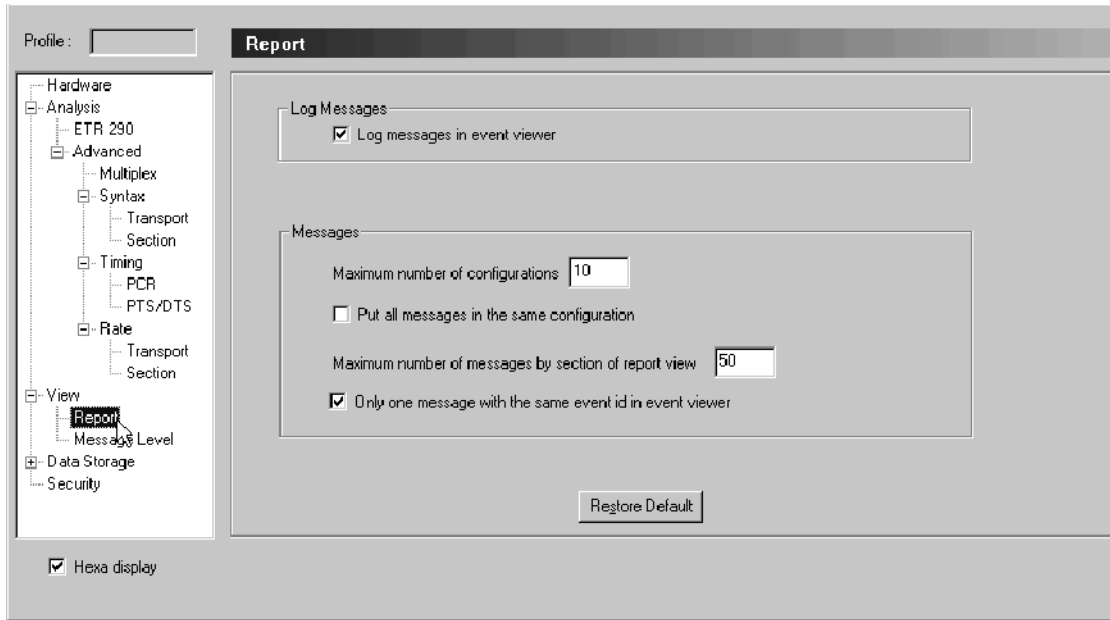 Profile :
Report
Hardware
Analysis
ETR 290
Advanced
Multiplex
Syntax
Transport
Section
Timing
PCR
PTS/DTS
Rate
Transport
Section
View
Report
Message Level
Data Storage
Security
Hexa display
Log Messages
Log messages in event viewer
Messages
Maximum number of configurations 10
Put all messages in the same configuration
Maximum number of messages by section of report view 50
Only one message with the same event id in event viewer
Restore Default